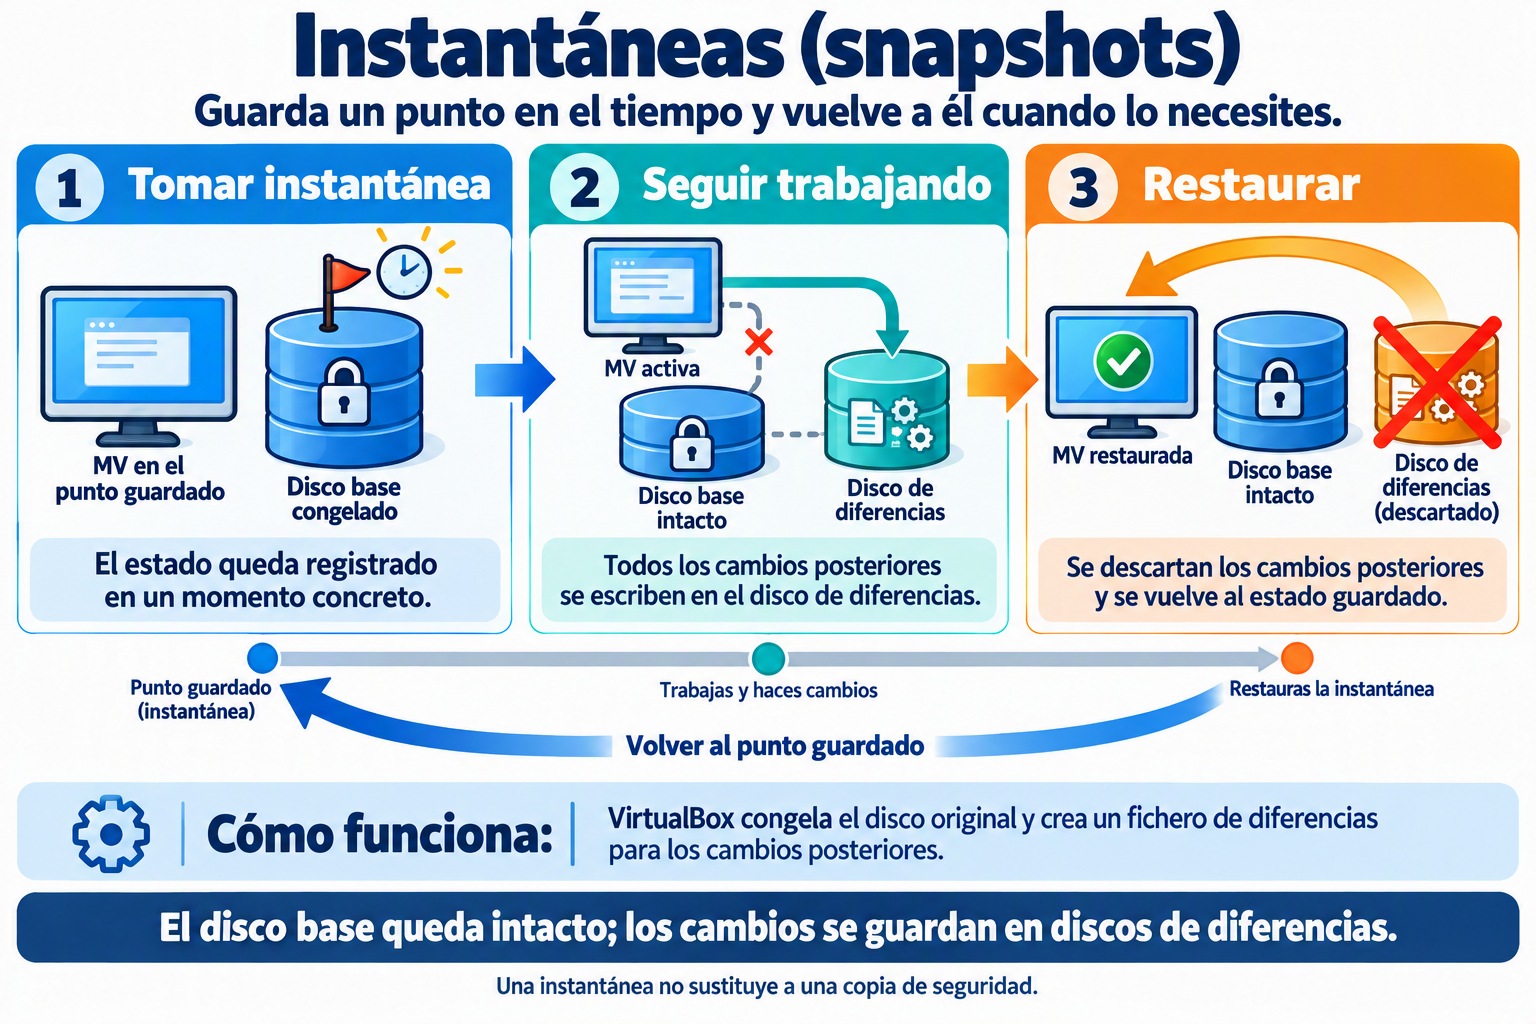 Instantáneas (snapshots)
Guarda un punto en el tiempo y vuelve a él cuando lo necesites.
1 Tomar instantánea
MV en el
punto guardado
Disco base
congelado
El estado queda registrado
en un momento concreto.
2 Seguir trabajando
MV activa
Disco base
intacto
Disco de
diferencias
Todos los cambios posteriores
se escriben en el disco de diferencias.
3 Restaurar
MV restaurada
Disco base
intacto
Disco de
diferencias
(descartado)
Se descartan los cambios posteriores
y se vuelve al estado guardado.
Punto guardado
(instantánea)
Trabajas y haces cambios
Restauras la instantánea
Volver al punto guardado
Cómo funciona:
VirtualBox congela el disco original y crea un fichero de diferencias
para los cambios posteriores.
El disco base queda intacto; los cambios se guardan en discos de diferencias.
Una instantánea no sustituye a una copia de seguridad.